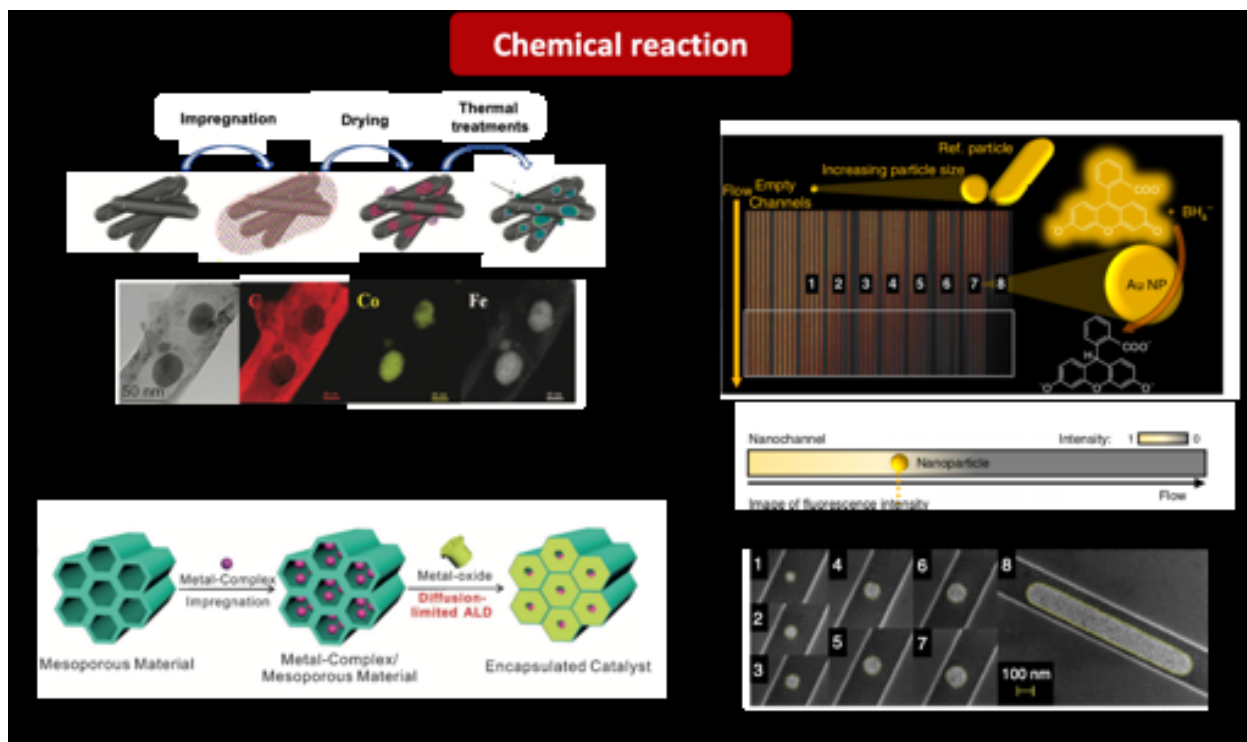 Chemical reaction
Impregnation
Drying
Thermal
treatments
50 nm
C
Co
Fe
Metal-Complex
Impregnation
Metal-oxide
Diffusion-
limited ALD
Mesoporous Material
Metal-Complex/
Mesoporous Material
Encapsulated Catalyst
Ref. particle
Increasing particle size
Flow
Empty
Channels
1 2 3 4 5 6 7 8
COO⁻
+ BH₄⁻
Au NP
H
COO⁻
Nanochannel
Intensity: 1 0
Nanoparticle
Flow
Image of fluorescence intensity
1 4 6 8
2
5 7
3
100 nm